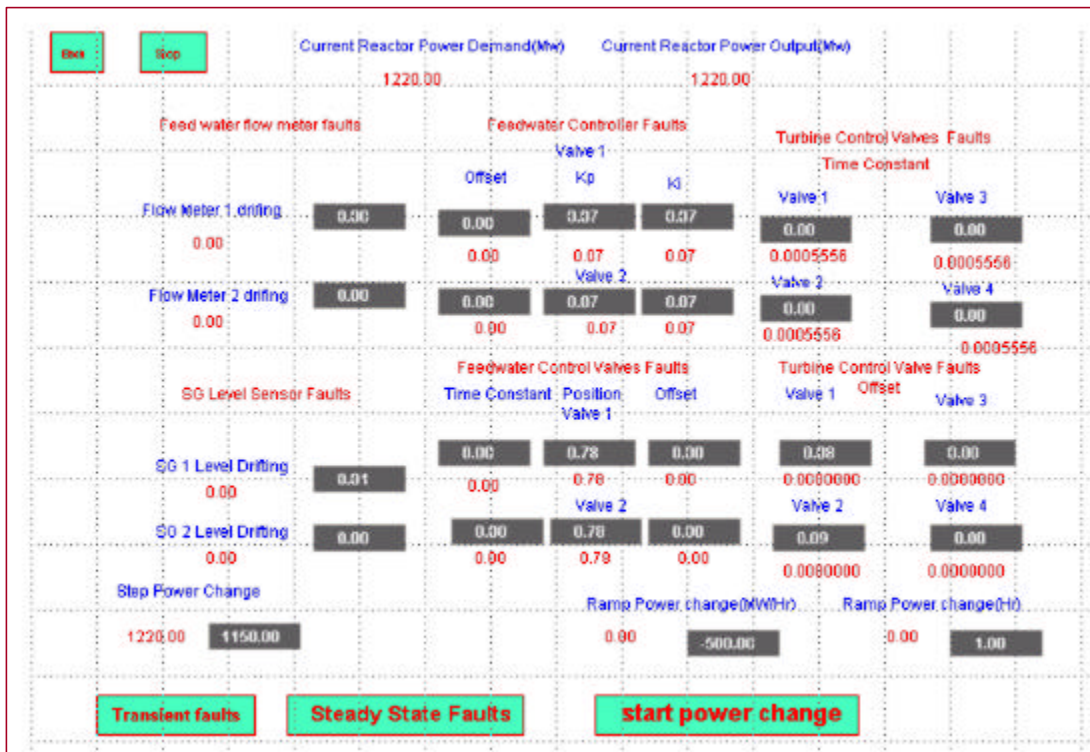 Stop
Current Reactor Power Demand(Mw) Current Reactor Power Output(Mw)
1220.00 1220.00
Feed water flow meter faults Feedwater Controller Faults Turbine Control Valves Faults
Valve 1 Time Constant
Offset Kp Ki Valve 1 Valve 3
Flow Meter 1 drifing 0.00 0.00 0.07 0.07 0.00 0.00
0.00 0.00 0.07 0.07 0.0005556 0.0005556
Valve 2 Valve 4
Flow Meter 2 drifing 0.00 0.00 0.07 0.07 0.00 0.00
0.00 0.00 0.07 0.07 0.0005556 0.0005556
Feedwater Control Valves Faults Turbine Control Valve Faults
SG Level Sensor Faults Time Constant Position Offset Valve 1 Offset Valve 3
Valve 1
0.00 0.78 0.00 0.08 0.00
SG 1 Level Drifting 0.01
0.00 0.00 0.78 0.00 0.0000000 0.0000000
Valve 2 Valve 2 Valve 4
SG 2 Level Drifting 0.00 0.00 0.78 0.00 0.09 0.00
0.00 0.00 0.78 0.00 0.0000000 0.0000000
Step Power Change Ramp Power change(MW/Hr) Ramp Power change(Hr)
1220.00 1150.00 0.00 -500.00 0.00 1.00
Transient faults Steady State Faults start power change